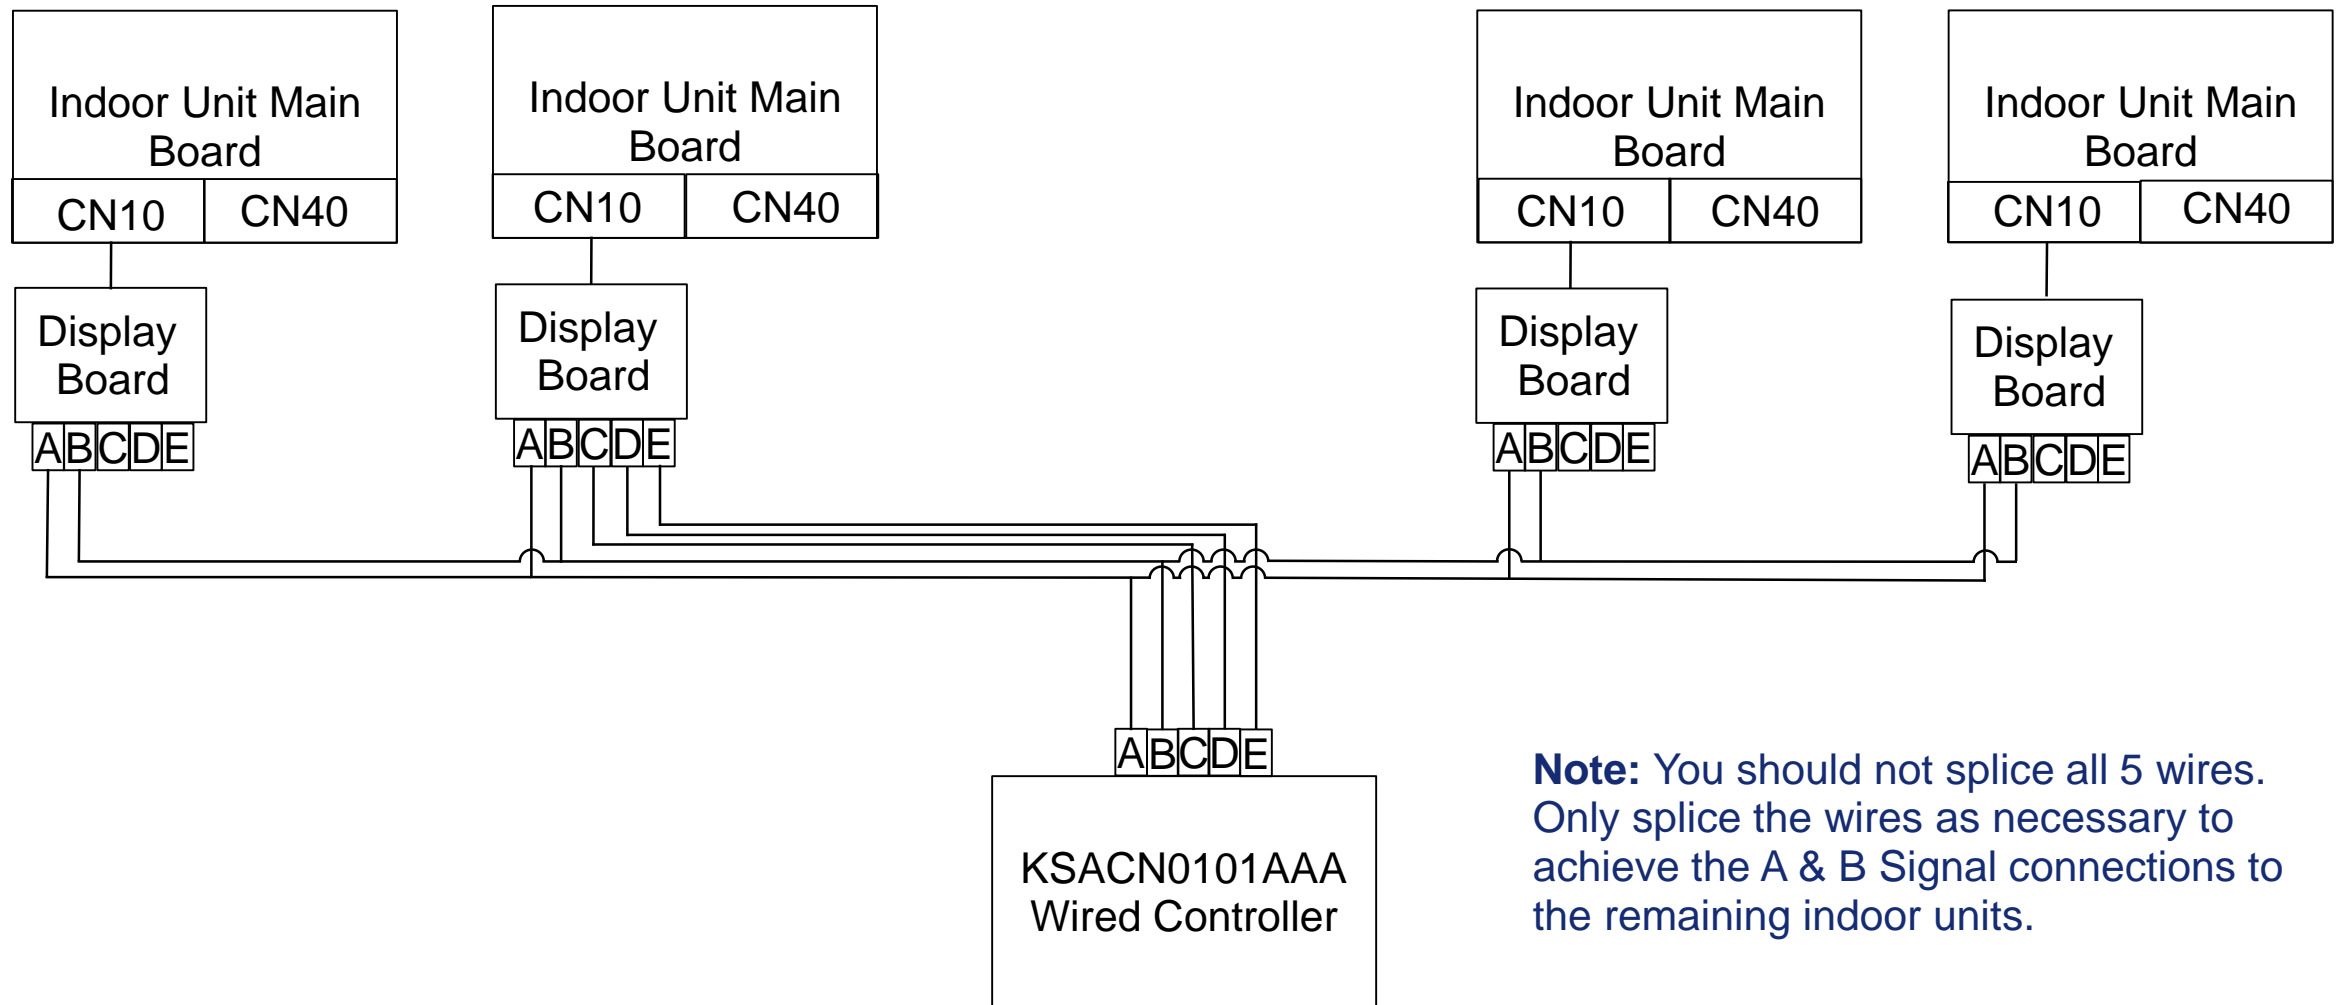 Indoor Unit Main
Board
CN10 CN40
Display
Board
ABCDE
Indoor Unit Main
Board
CN10 CN40
Display
Board
ABCDE
Indoor Unit Main
Board
CN10 CN40
Display
Board
ABCDE
Indoor Unit Main
Board
CN10 CN40
Display
Board
ABCDE
ABCDE
KSACN0101AAA
Wired Controller
Note: You should not splice all 5 wires.
Only splice the wires as necessary to
achieve the A & B Signal connections to
the remaining indoor units.